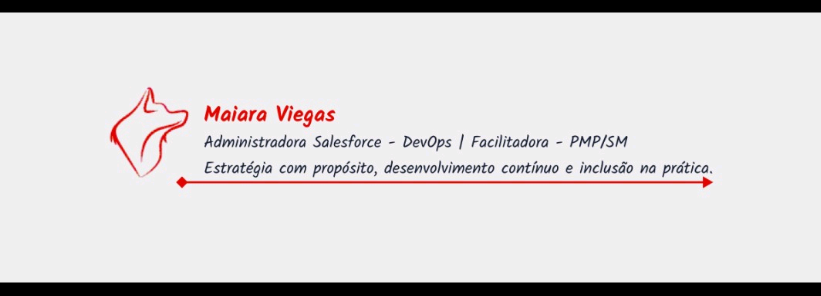 Maiara Viegas
Administradora Salesforce - DevOps | Facilitadora - PMP/SM
Estratégia com propósito, desenvolvimento contínuo e inclusão na prática.